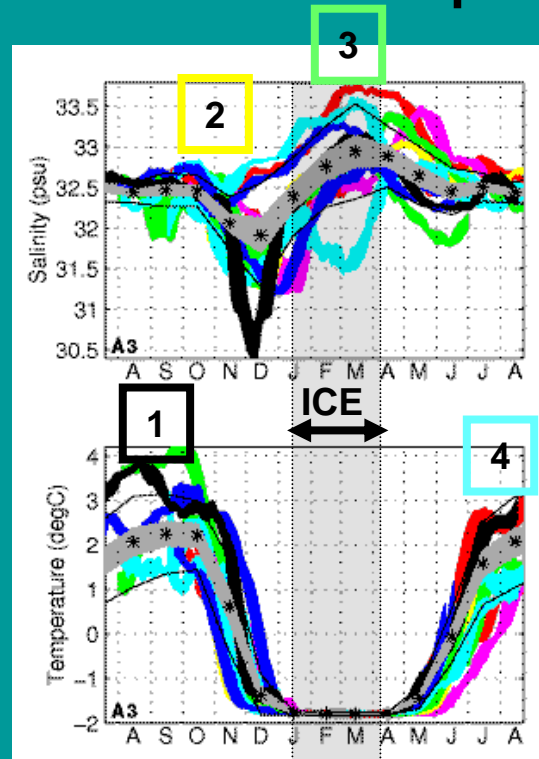 3
2
33.5
33
32.5
32
31.5
31
30.5
Salinity (psu)
A3
A S O N D J F M A M J J A
ICE
1
4
4
3
2
1
0
−1
−2
Temperature (degC)
A3
A S O N D J F M A M J J A